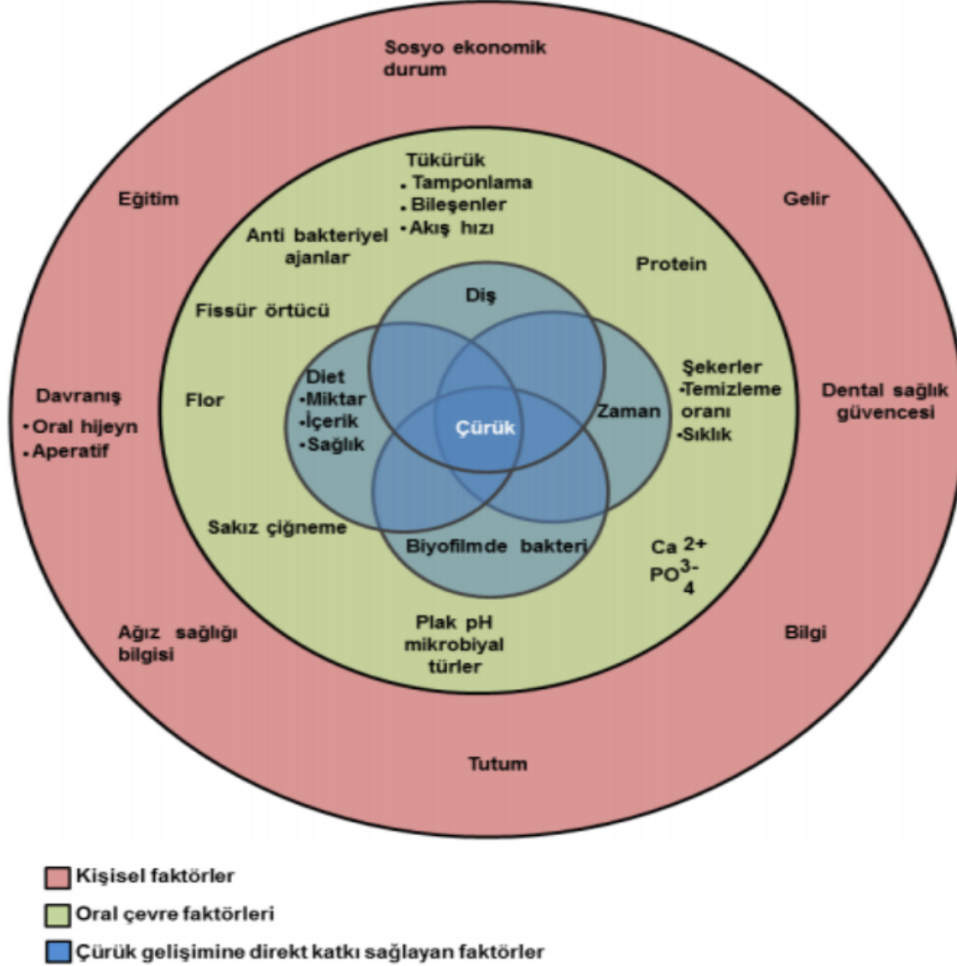 Sosyo ekonomik
durum
Eğitim
Gelir
Tükürük
• Tamponlama
• Bileşenler
• Akış hızı
Anti bakteriyel
ajanlar
Protein
Fissür örtücü
Diş
Davranış
• Oral hijeyn
• Aperatif
Flor
Diet
• Miktar
• İçerik
• Sağlık
Çürük
Zaman
Şekerler
• Temizleme
oranı
• Sıklık
Dental sağlık
güvencesi
Sakız çiğneme
Biyofilmde bakteri
Ca 2+
PO 3-
4
Ağız sağlığı
bilgisi
Plak pH
mikrobiyal
türler
Bilgi
Tutum
Kişisel faktörler
Oral çevre faktörleri
Çürük gelişimine direkt katkı sağlayan faktörler